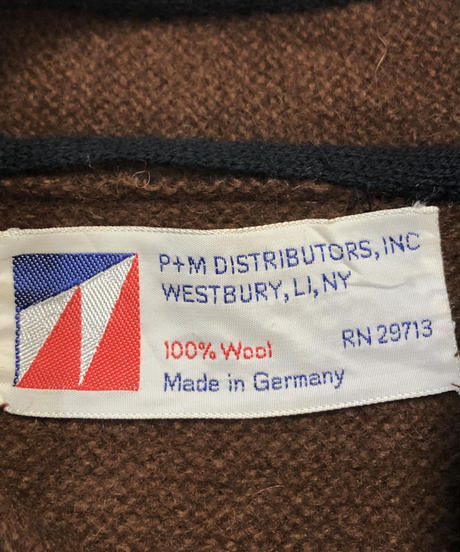 P+M DISTRIBUTORS, INC
WESTBURY, LI, NY
100% Wool
RN 29713
Made in Germany